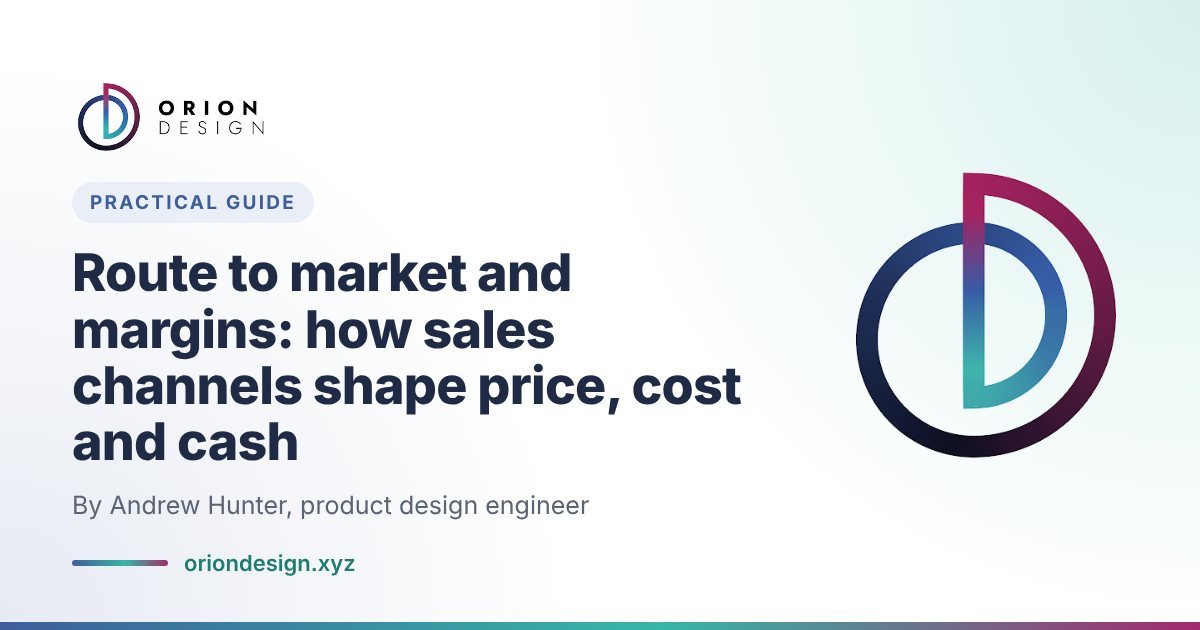 ORION
DESIGN
PRACTICAL GUIDE
Route to market and
margins: how sales
channels shape price, cost
and cash
By Andrew Hunter, product design engineer
oriondesign.xyz